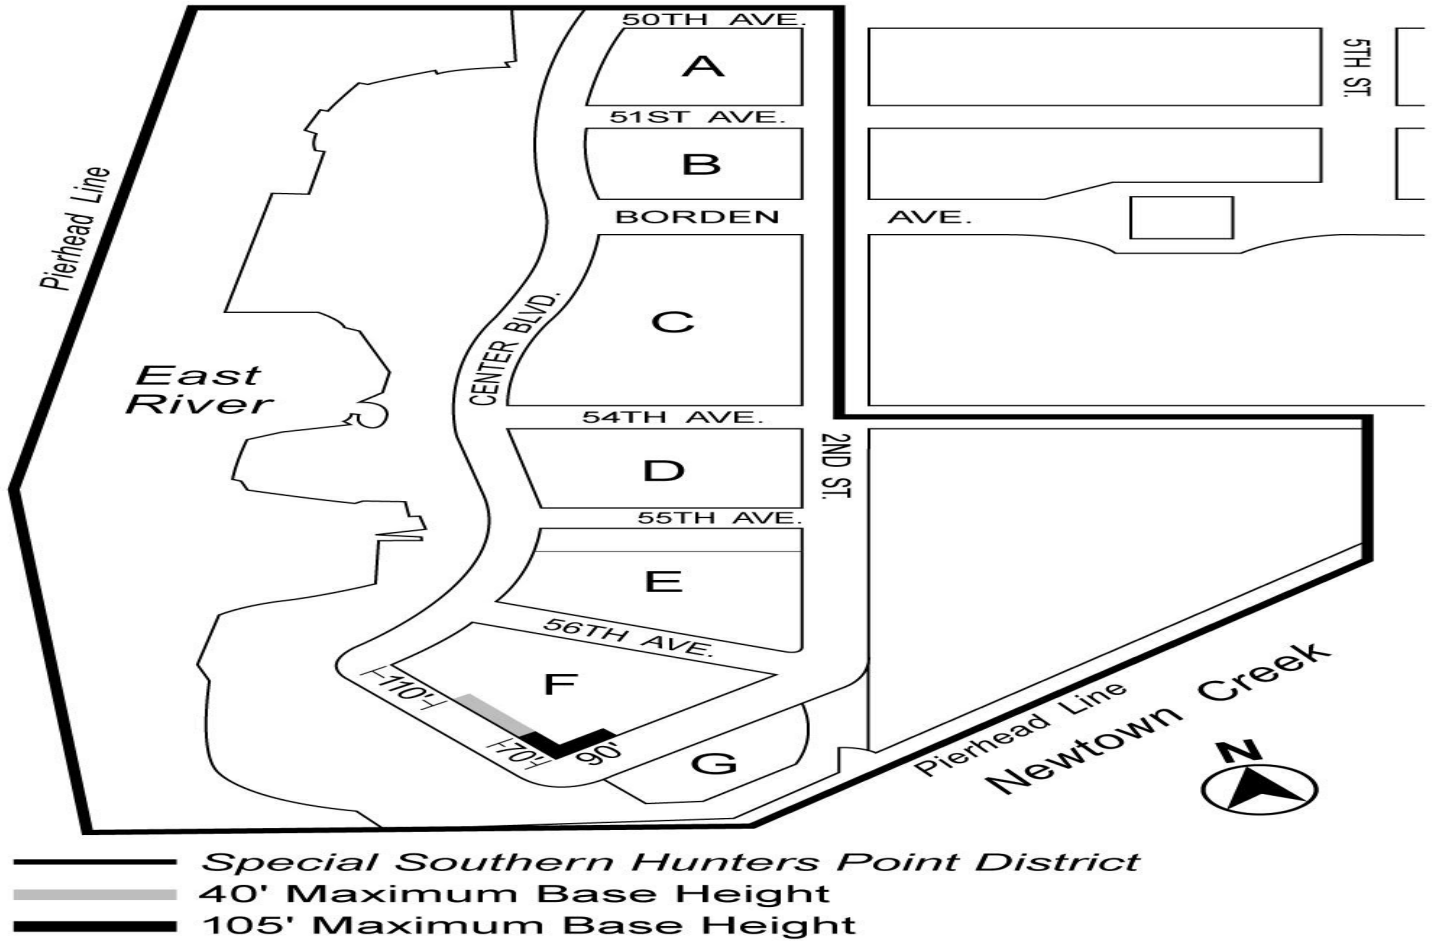 50TH AVE.
A
5TH ST.
51ST AVE.
B
BORDEN AVE.
Pierhead Line
CENTER BLVD.
C
East
River
54TH AVE.
D
2ND ST.
55TH AVE.
E
56TH AVE.
F
110'
70'
90'
G
Pierhead Line
Newtown Creek
N
Special Southern Hunters Point District
40' Maximum Base Height
105' Maximum Base Height